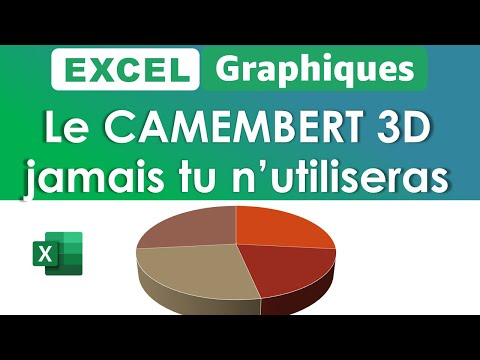 EXCEL Graphiques
Le CAMEMBERT 3D
jamais tu n’utiliseras
X